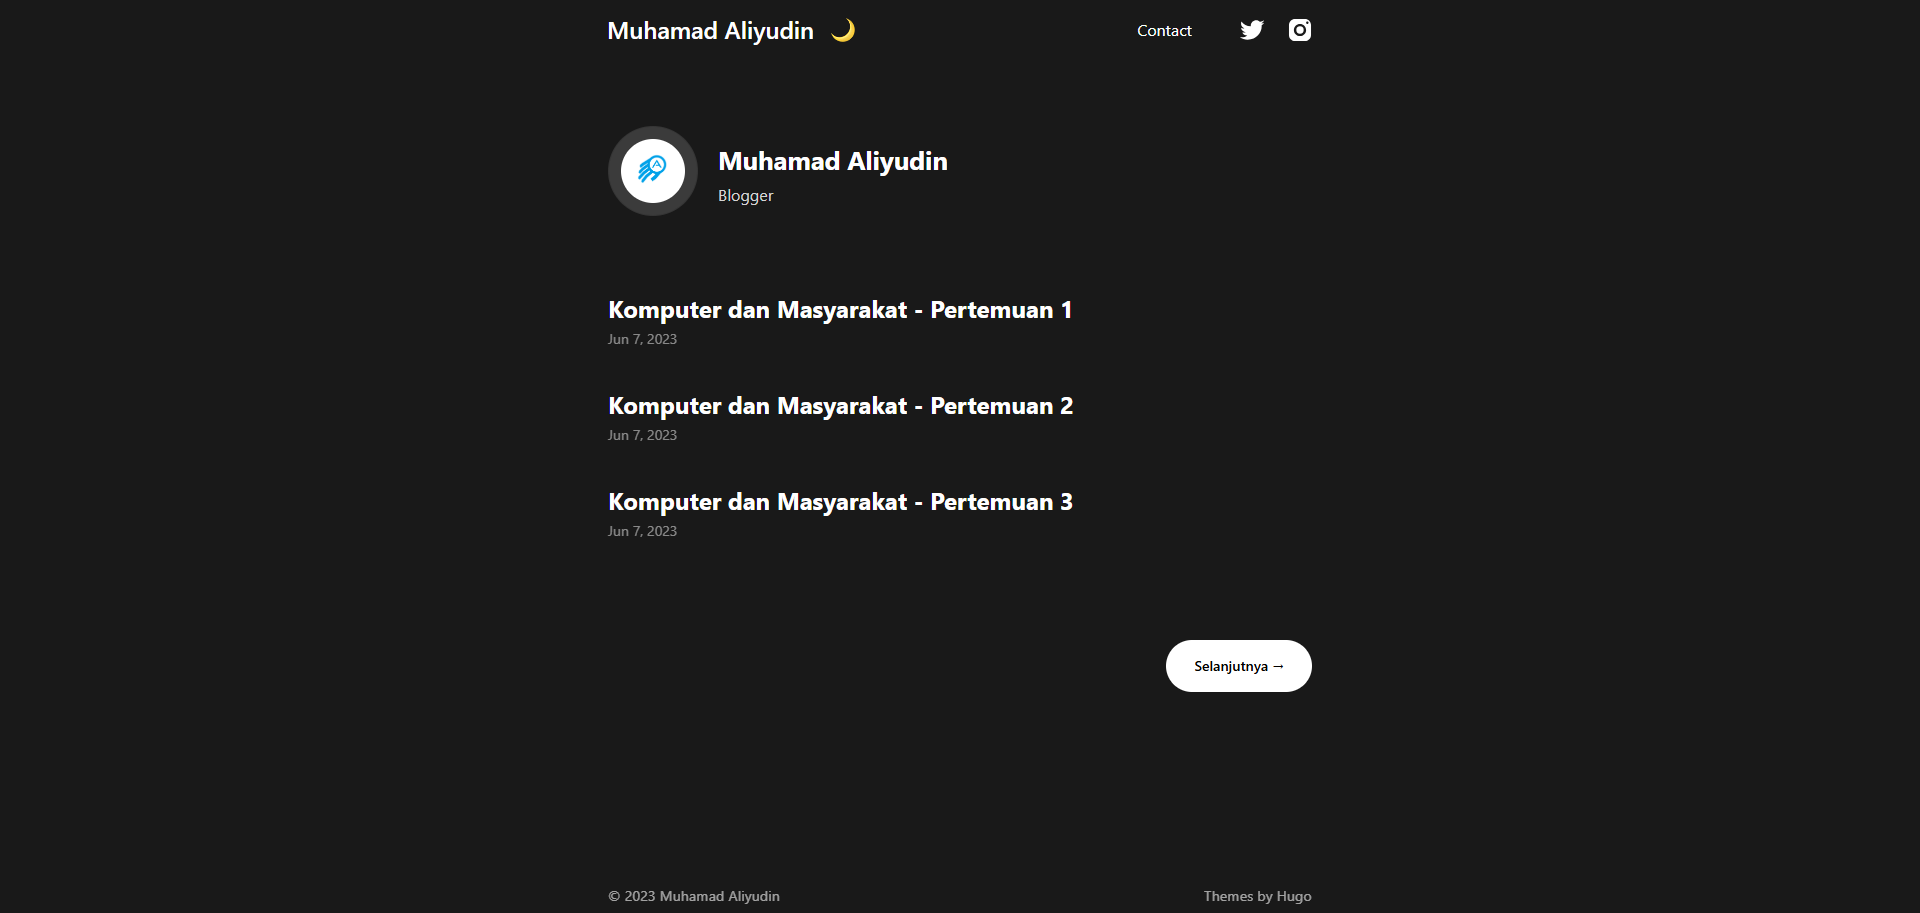 Muhamad Aliyudin 🌙 Contact
Muhamad Aliyudin
Blogger
Komputer dan Masyarakat - Pertemuan 1
Jun 7, 2023
Komputer dan Masyarakat - Pertemuan 2
Jun 7, 2023
Komputer dan Masyarakat - Pertemuan 3
Jun 7, 2023
Selanjutnya →
© 2023 Muhamad Aliyudin
Themes by Hugo